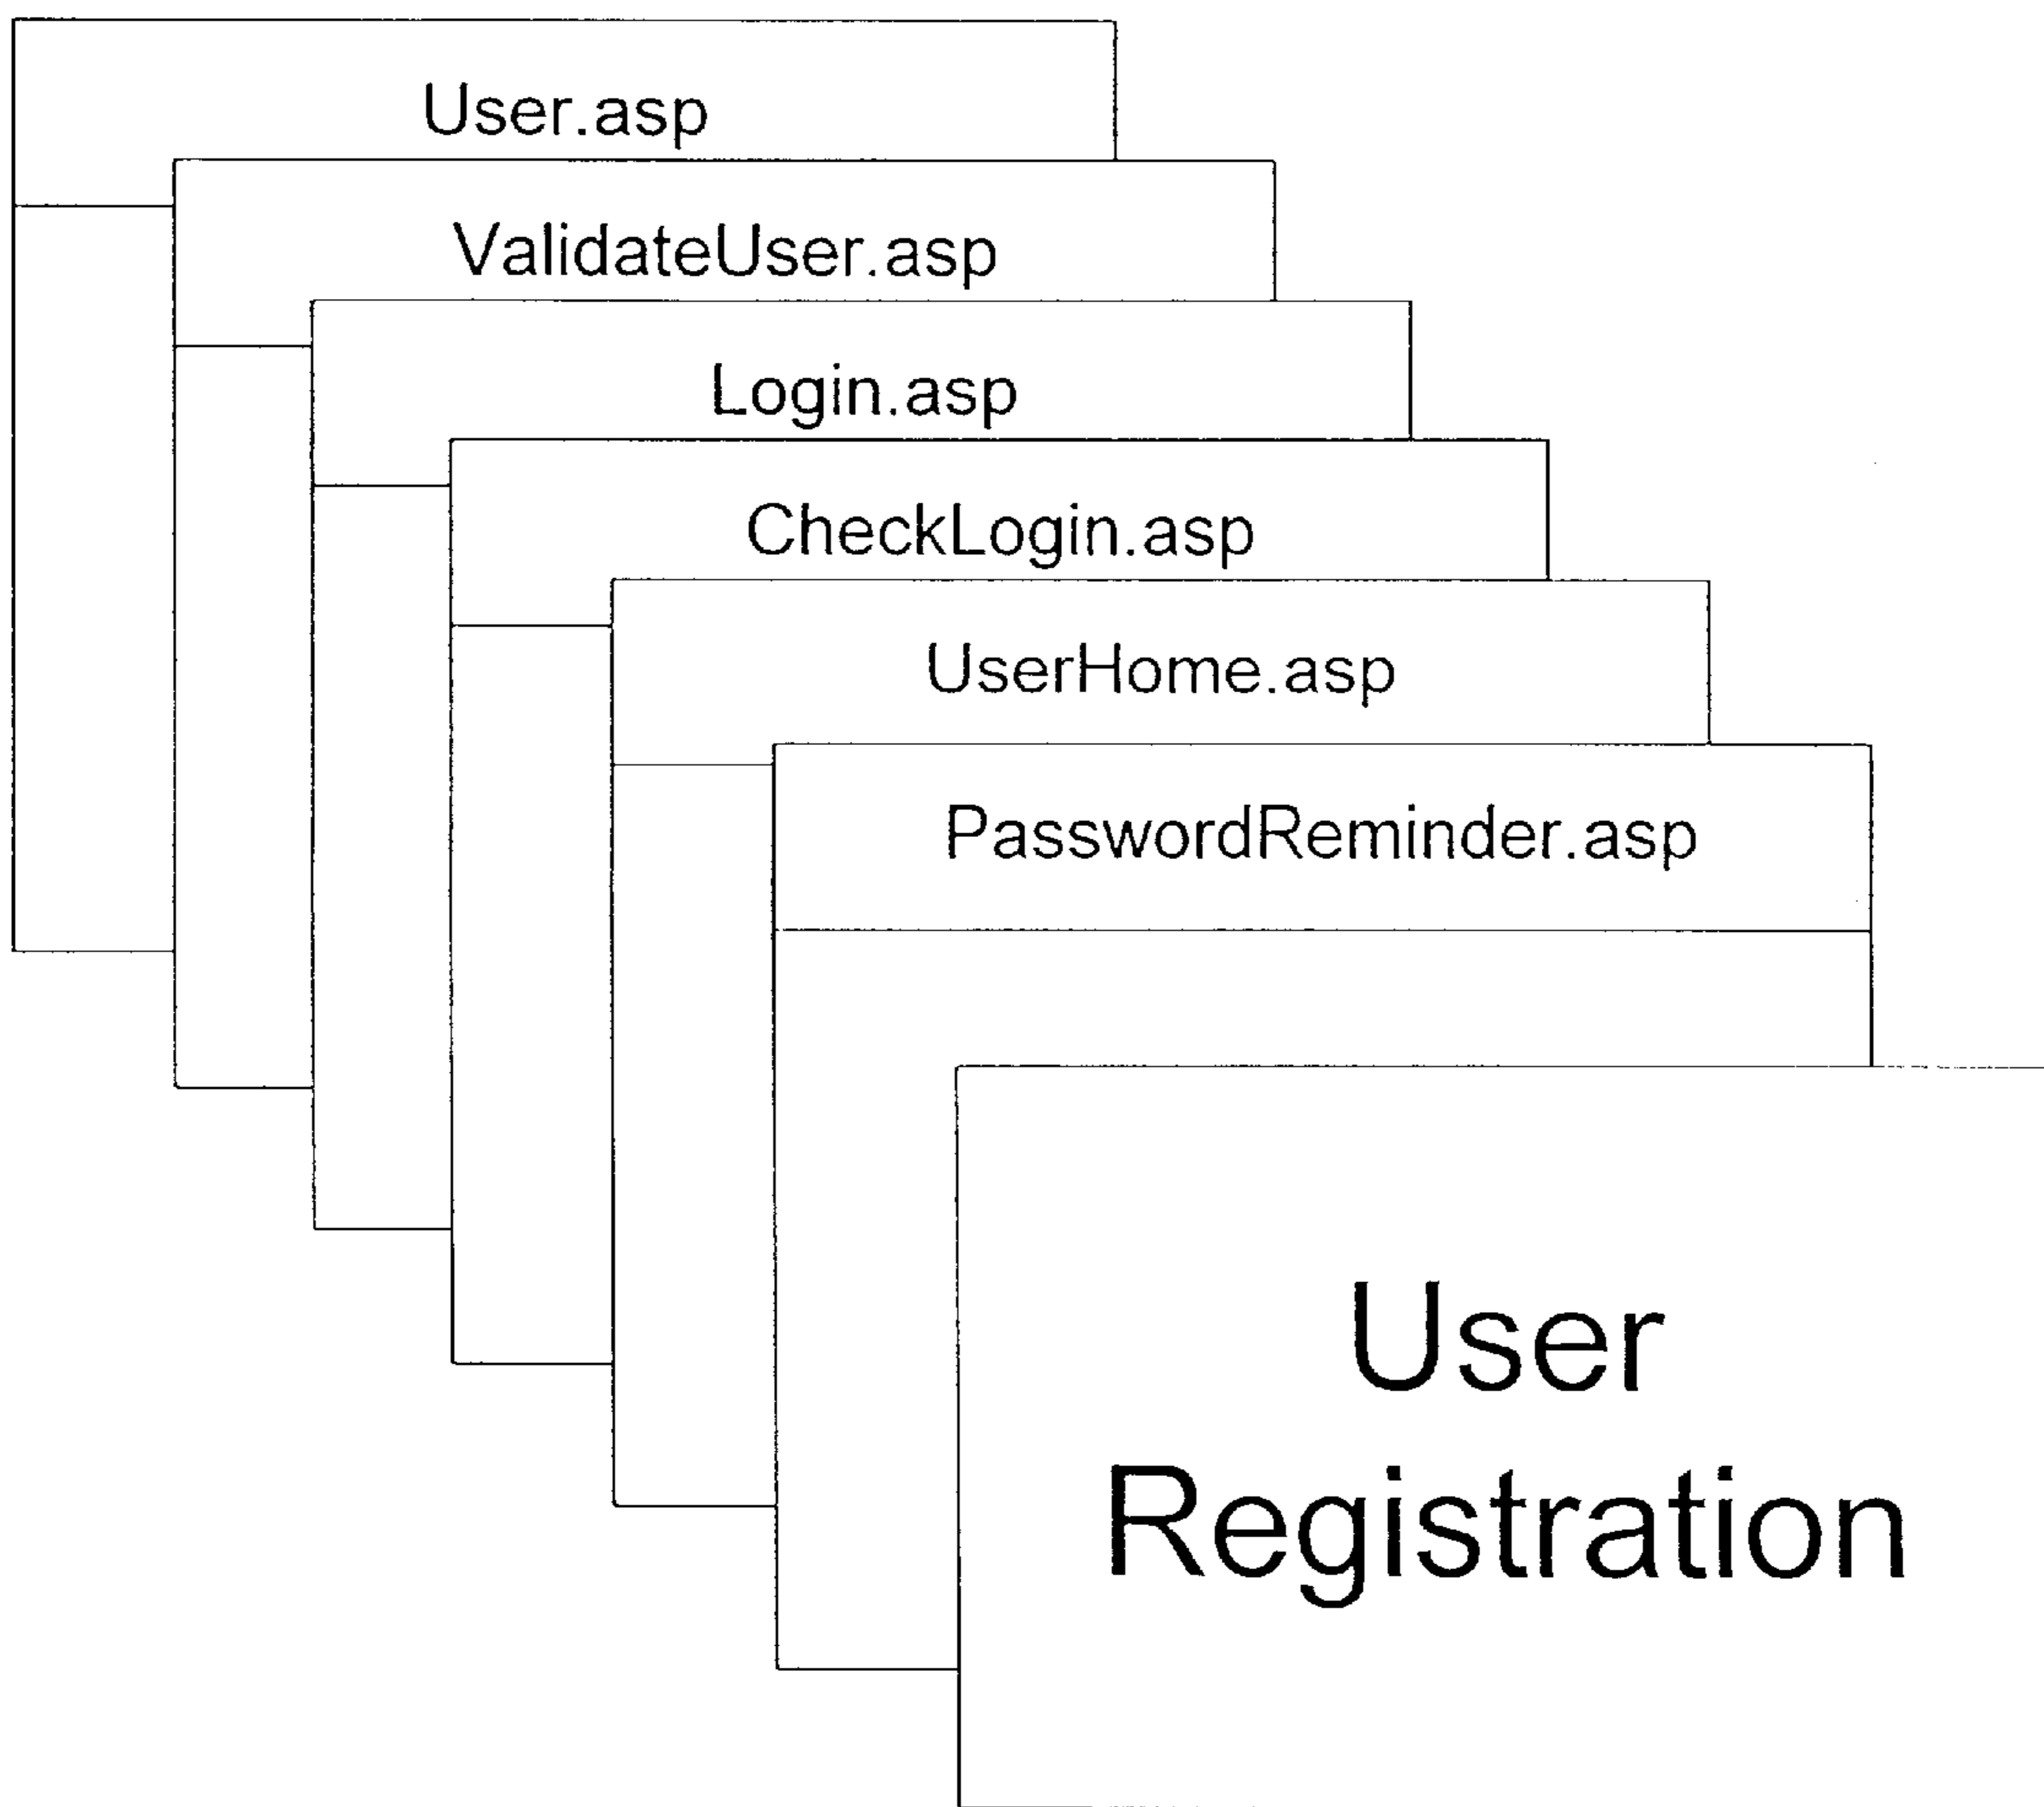 User.asp
ValidateUser.asp
Login.asp
CheckLogin.asp
UserHome.asp
PasswordReminder.asp
User
Registration